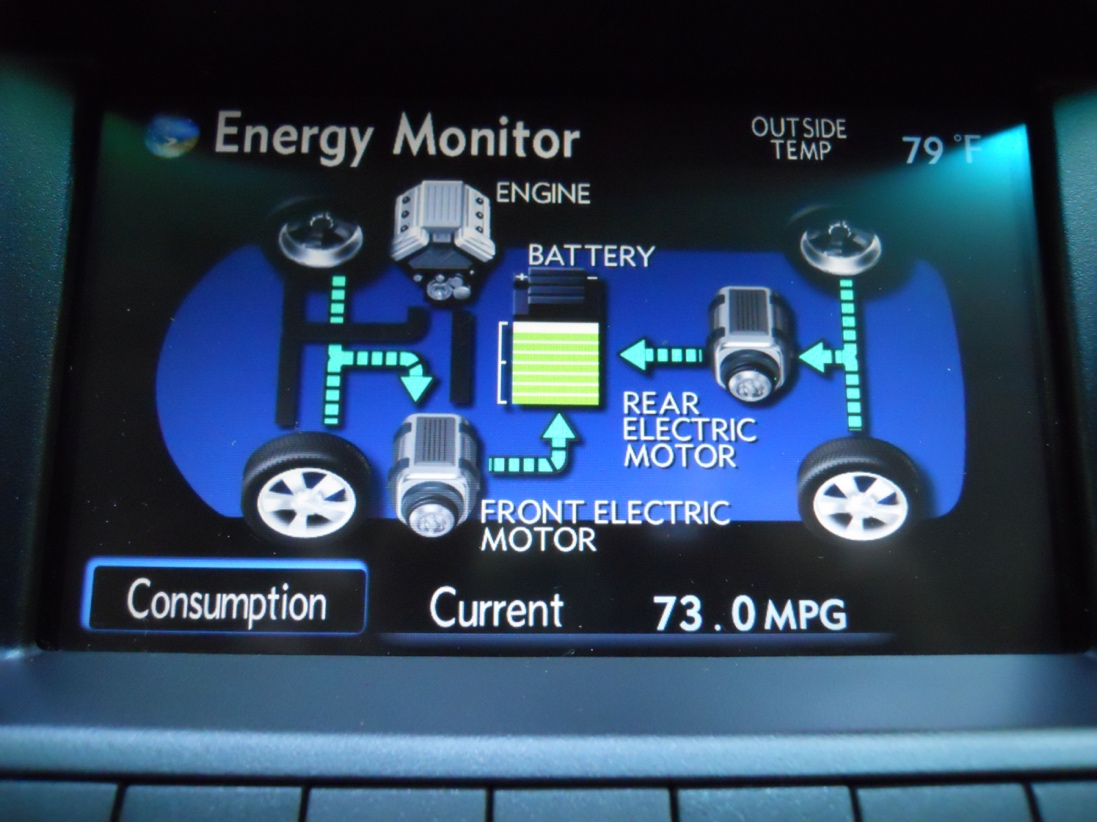 Energy Monitor
OUTSIDE
TEMP
79 °F
ENGINE
BATTERY
+ −
REAR
ELECTRIC
MOTOR
FRONT ELECTRIC
MOTOR
Consumption
Current 73.0 MPG